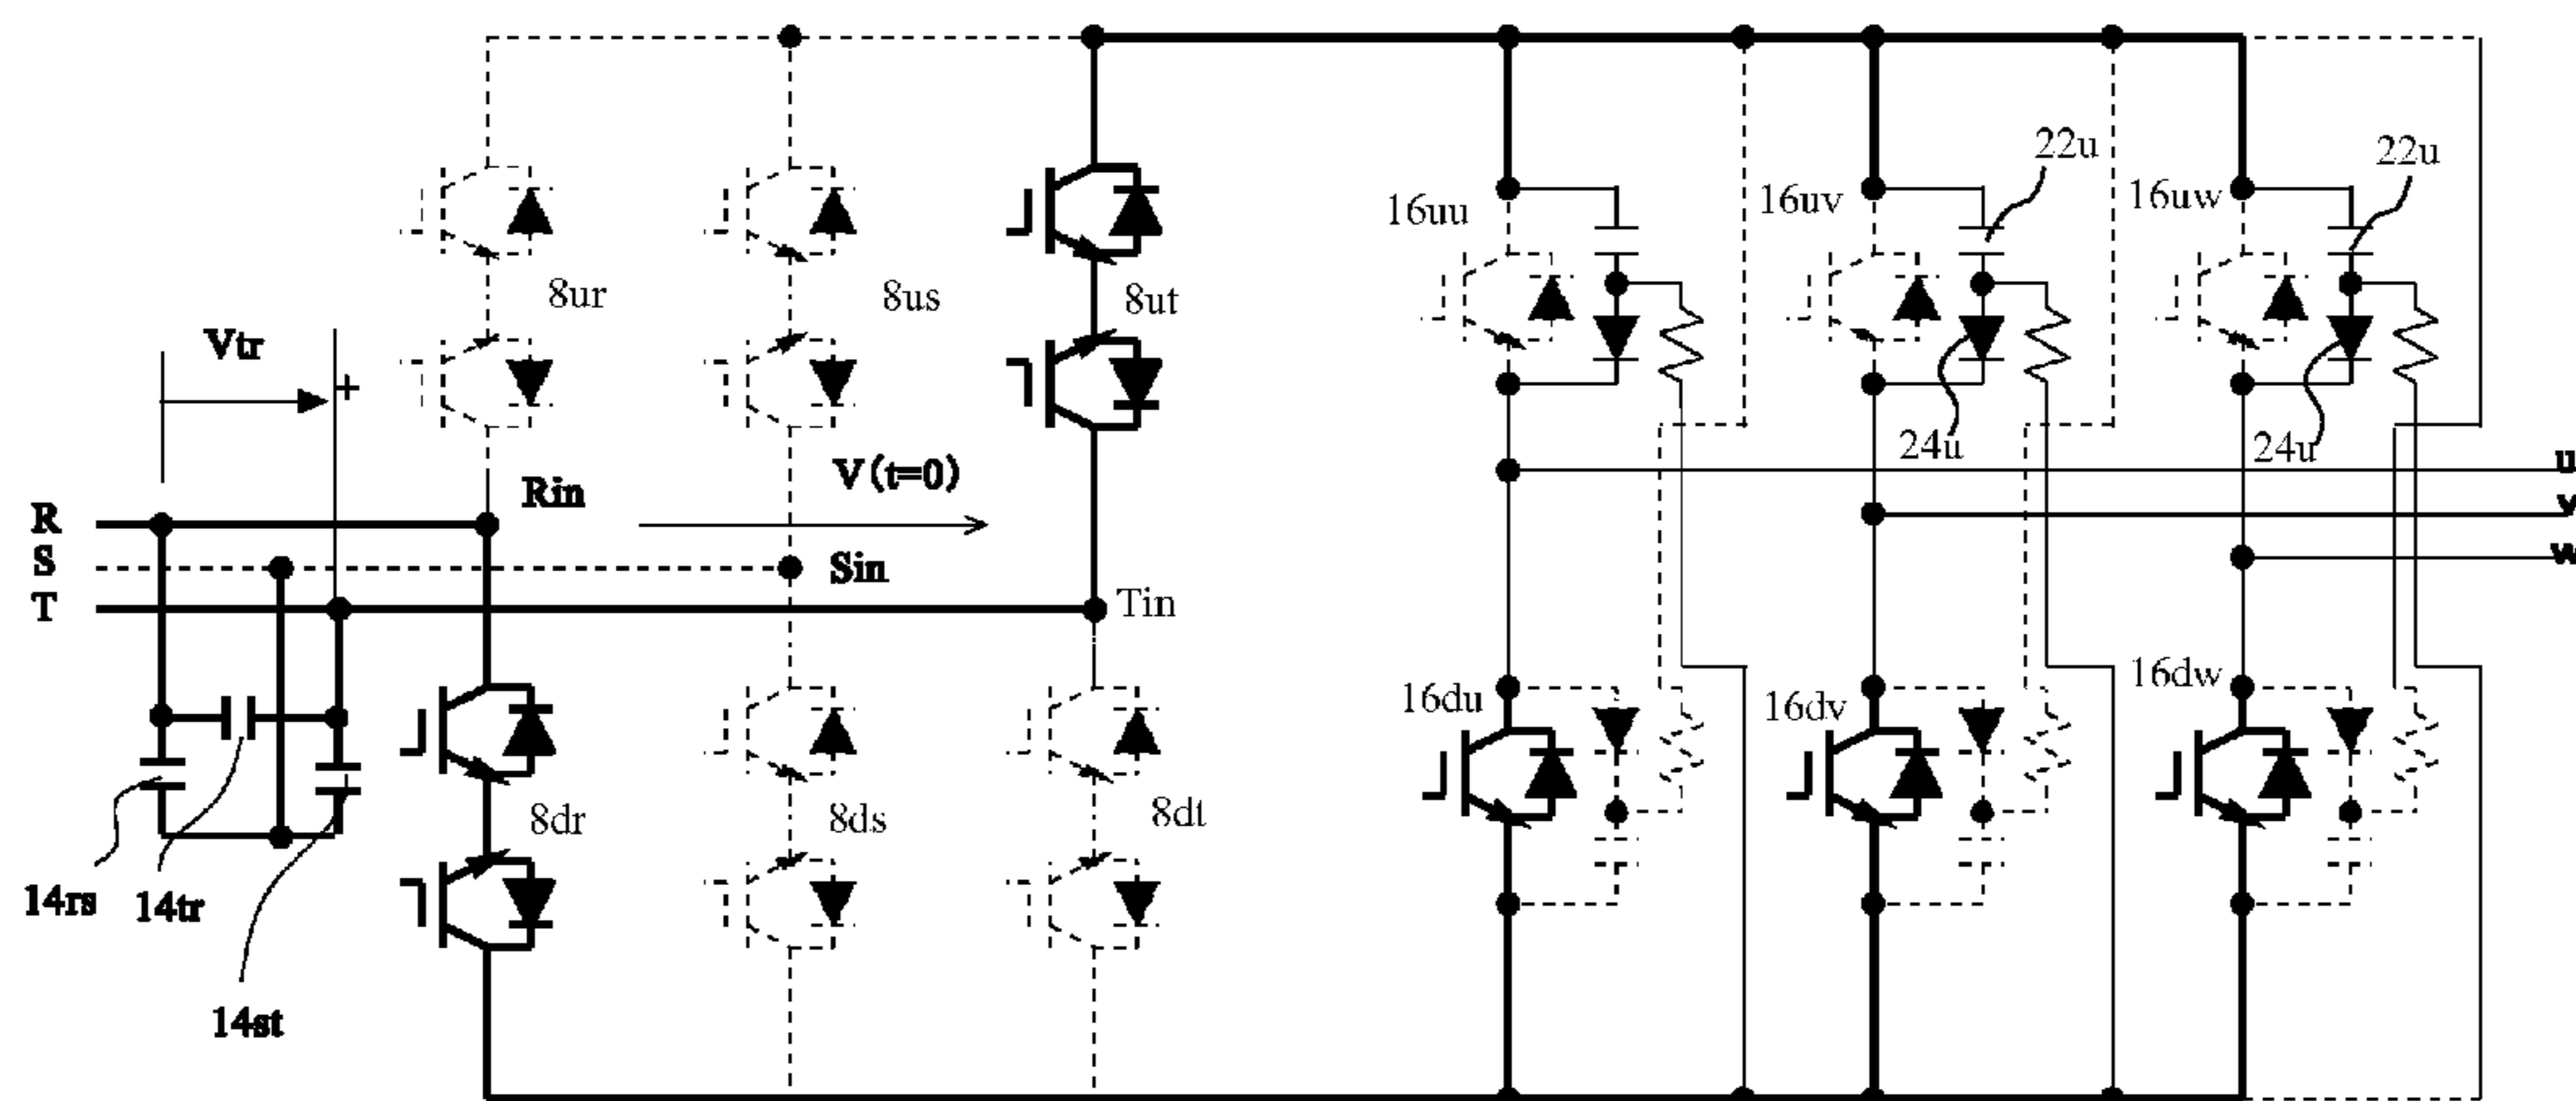 22u
22u
16uu
16uv
16uw
8ur
8us
8ut
Vtr
+
24u
24u
V(t=0)
u
Rin
R
v
S
Sin
w
T
Tin
16du
16dv
16dw
8dr
8ds
8dt
14rs
14tr
14st